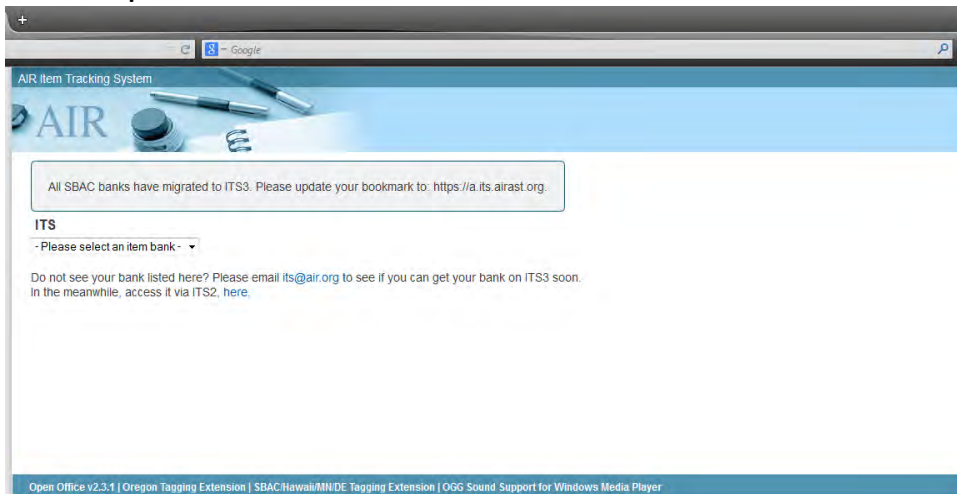 +
Google
AIR Item Tracking System
AIR
All SBAC banks have migrated to ITS3. Please update your bookmark to: https://a.its.airast.org.
ITS
- Please select an item bank -
Do not see your bank listed here? Please email its@air.org to see if you can get your bank on ITS3 soon.
In the meanwhile, access it via ITS2, here.
Open Office v2.3.1 | Oregon Tagging Extension | SBAC/Hawaii/MN/DE Tagging Extension | OGG Sound Support for Windows Media Player